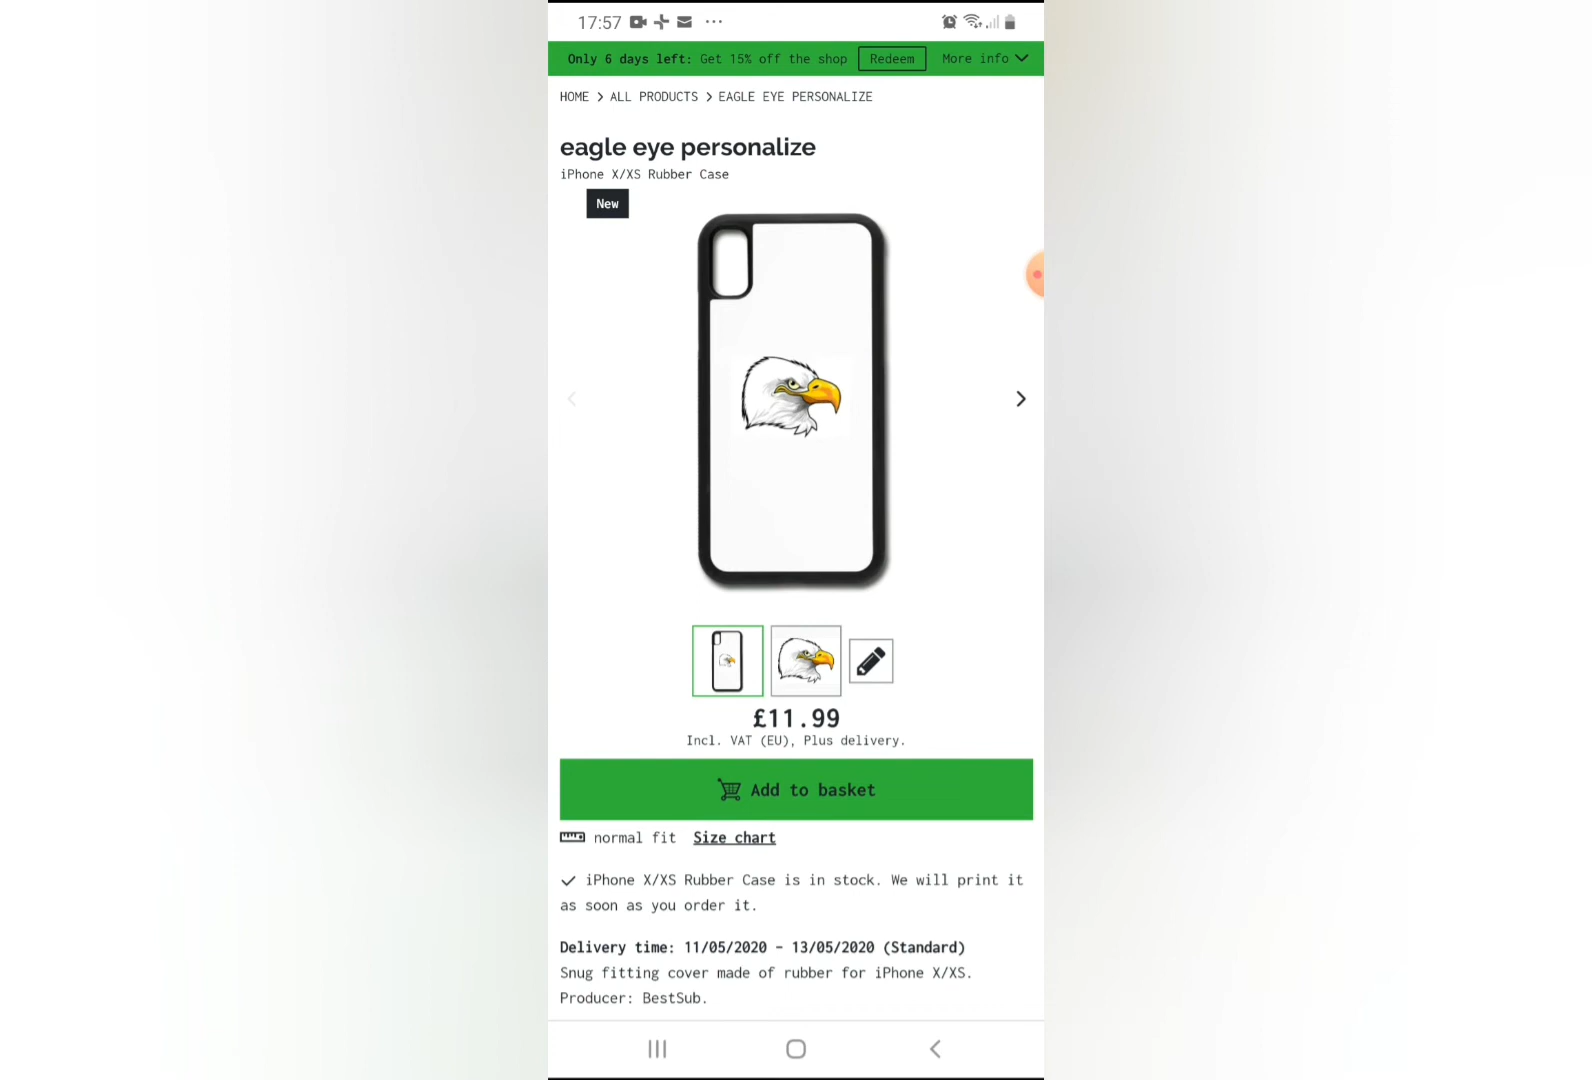 17:57
Only 6 days left: Get 15% off the shop Redeem More info
HOME > ALL PRODUCTS > EAGLE EYE PERSONALIZE
eagle eye personalize
iPhone X/XS Rubber Case
New
£11.99
Incl. VAT (EU), Plus delivery.
Add to basket
normal fit Size chart
iPhone X/XS Rubber Case is in stock. We will print it
as soon as you order it.
Delivery time: 11/05/2020 - 13/05/2020 (Standard)
Snug fitting cover made of rubber for iPhone X/XS.
Producer: BestSub.